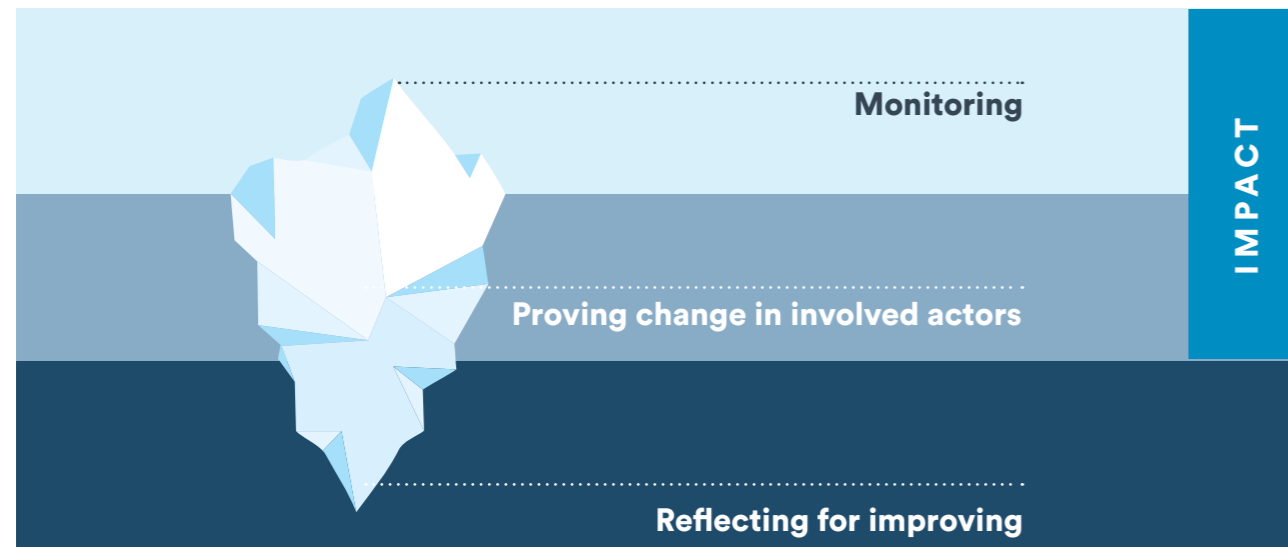 Monitoring
IMPACT
Proving change in involved actors
Reflecting for improving